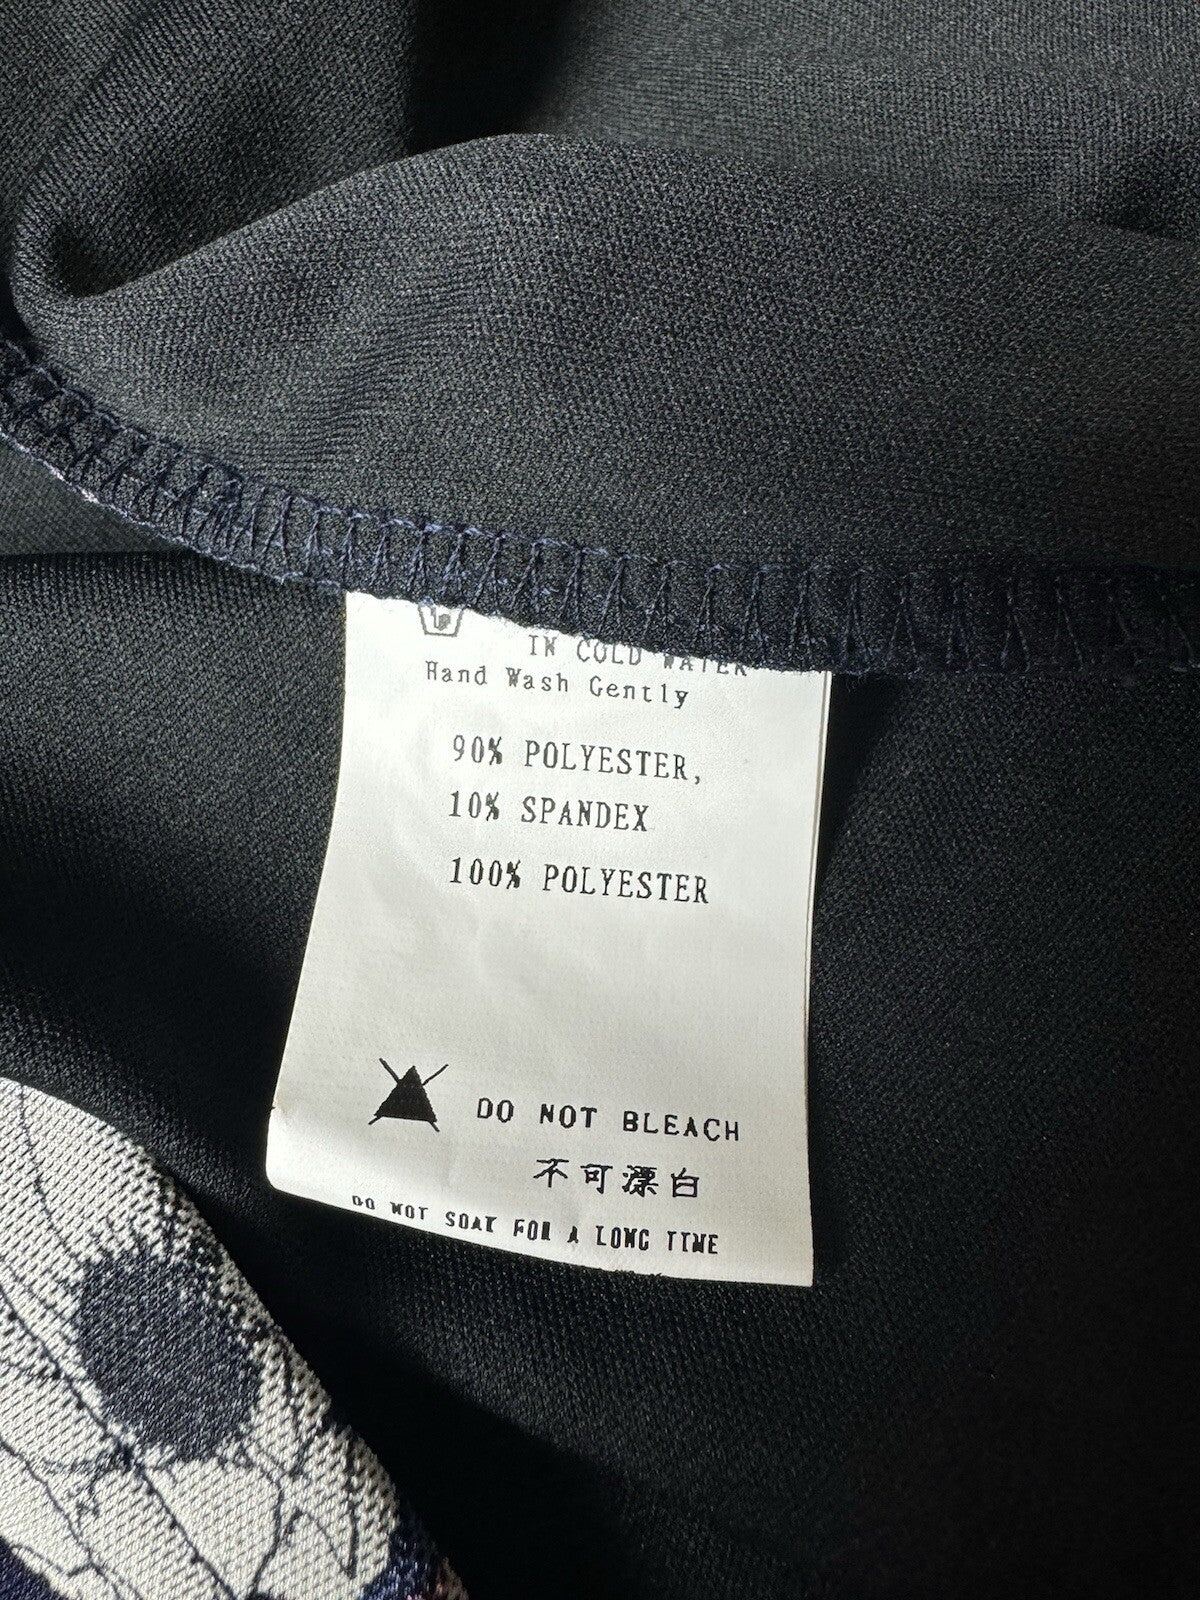 IN COLD WATER
Hand Wash Gently
90% POLYESTER,
10% SPANDEX
100% POLYESTER
DO NOT BLEACH
不可漂白
DO NOT SOAK FOR A LONG TIME